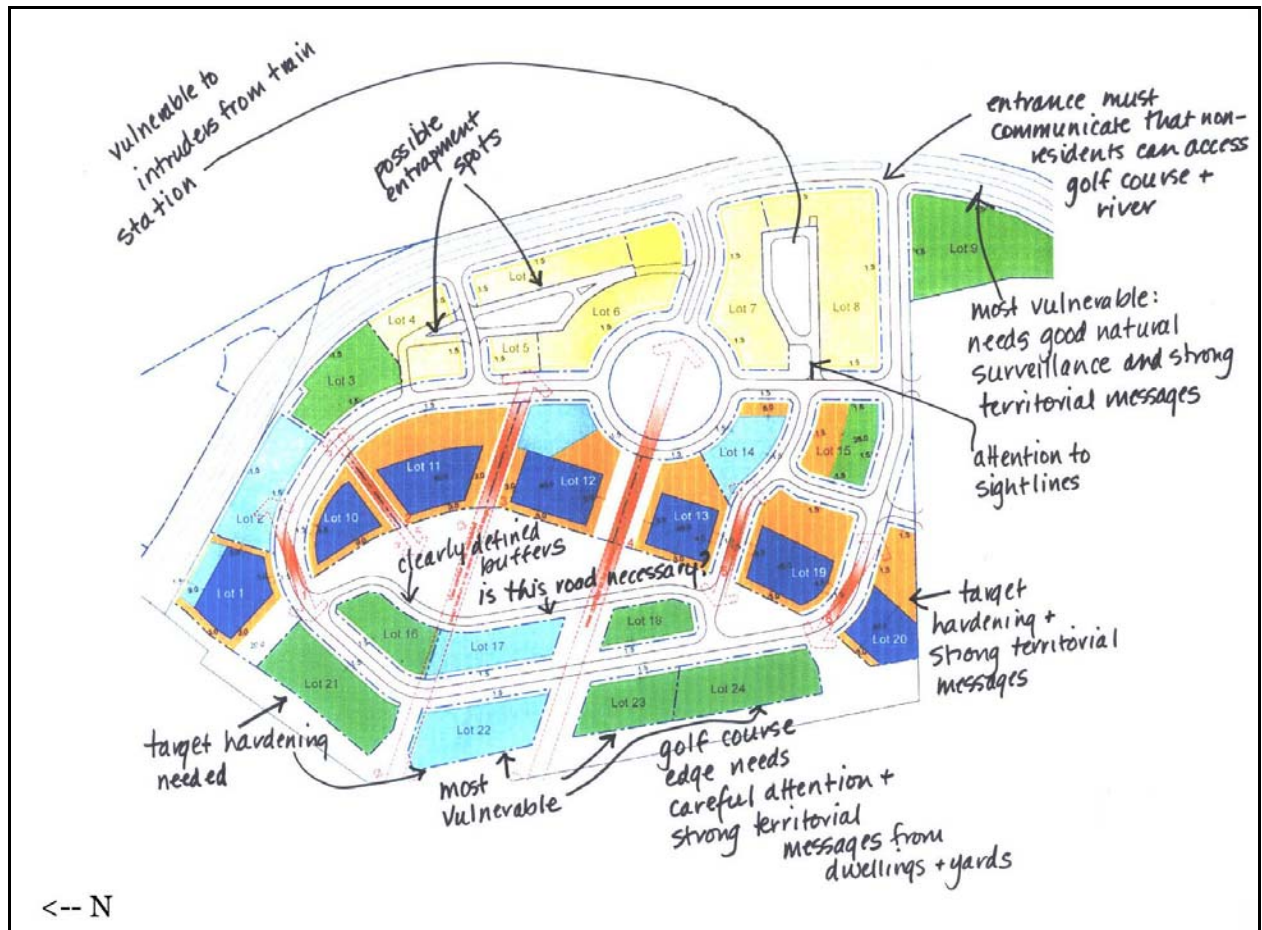 vulnerable to
intruders from train
station
possible
entrapment
spots
entrance must
communicate that non-
residents can access
golf course +
river
most vulnerable:
needs good natural
surveillance and strong
territorial messages
attention to
sightlines
Lot 9
Lot 8
Lot 7
Lot 6
Lot
Lot 5
Lot 4
Lot 3
Lot 2
Lot 1
Lot 10
Lot 11
Lot 12
Lot 13
Lot 14
Lot 15
Lot 19
Lot 20
clearly defined
buffers
is this road necessary?
Lot 16
Lot 17
Lot 18
Lot 21
Lot 22
Lot 23
Lot 24
target
hardening +
strong territorial
messages
target hardening
needed
most
vulnerable
golf course
edge needs
careful attention +
strong territorial
messages from
dwellings + yards
<-- N